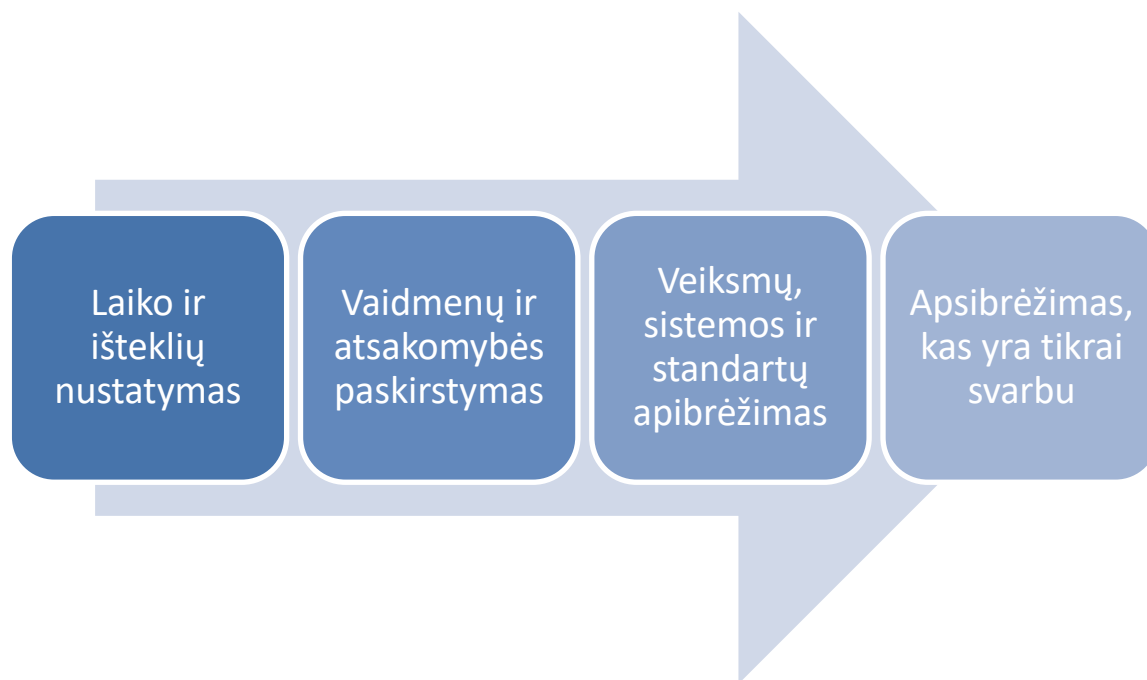 Laiko ir
išteklių
nustatymas
Vaidmenų ir
atsakomybės
paskirstymas
Veiksmų,
sistemos ir
standartų
apibrėžimas
Apsibrėžimas,
kas yra tikrai
svarbu